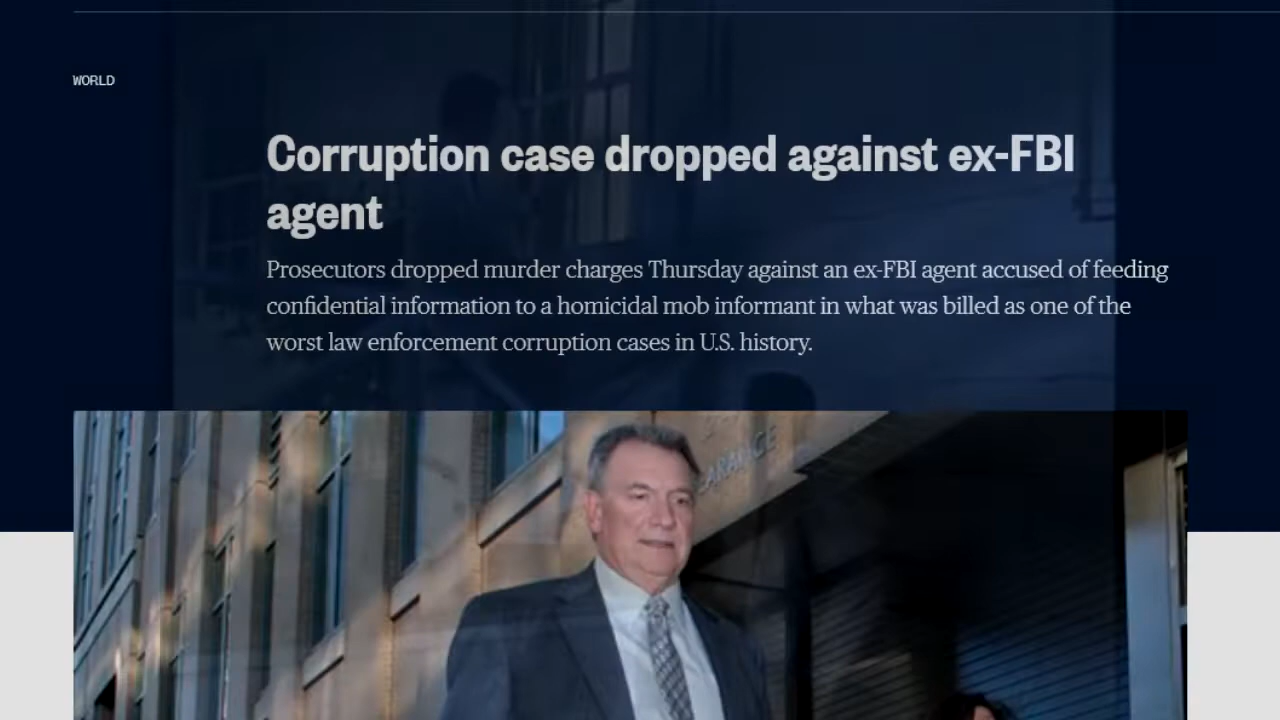 WORLD
Corruption case dropped against ex-FBI
agent
Prosecutors dropped murder charges Thursday against an ex-FBI agent accused of feeding
confidential information to a homicidal mob informant in what was billed as one of the
worst law enforcement corruption cases in U.S. history.